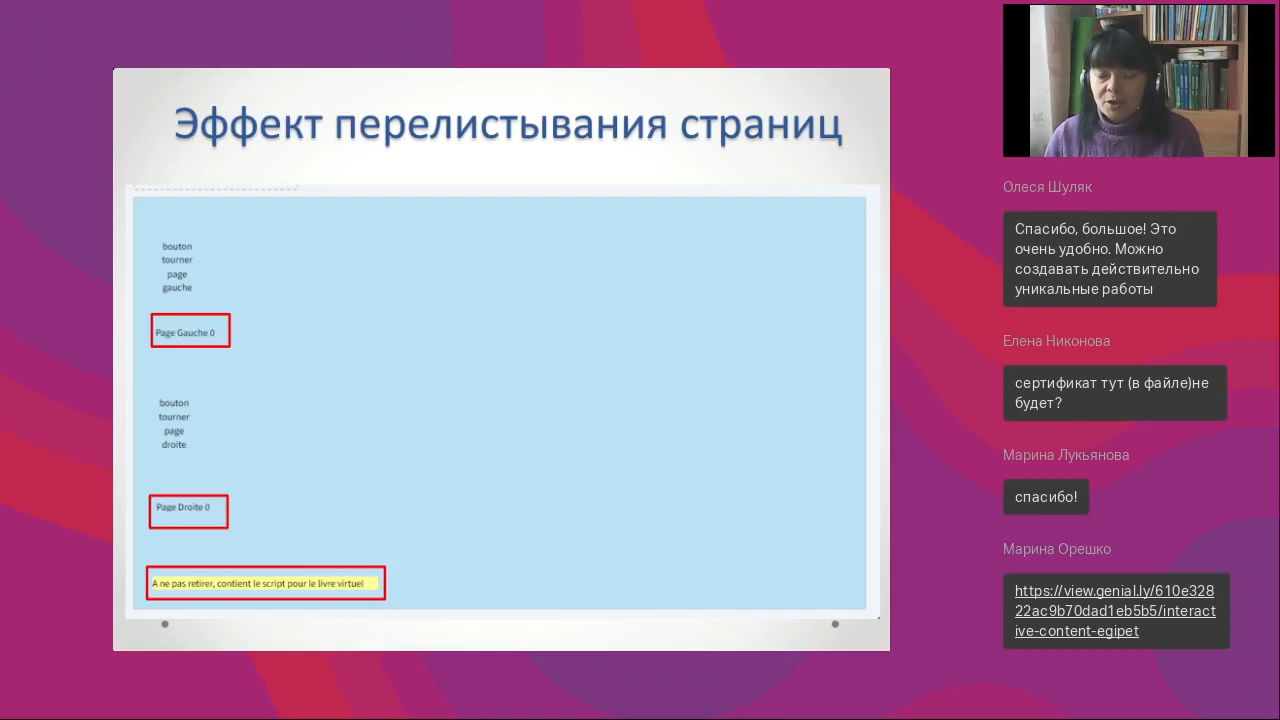 Эффект перелистывания страниц
bouton
tourner
page
gauche
Page Gauche 0
bouton
tourner
page
droite
Page Droite 0
A ne pas retirer, contient le script pour le livre virtuel
Олеся Шуляк
Спасибо, большое! Это
очень удобно. Можно
создавать действительно
уникальные работы
Елена Никонова
сертификат тут (в файле)не
будет?
Марина Лукьянова
спасибо!
Марина Орешко
https://view.genial.ly/610e328
22ac9b70dad1eb5b5/interact
ive-content-egipet